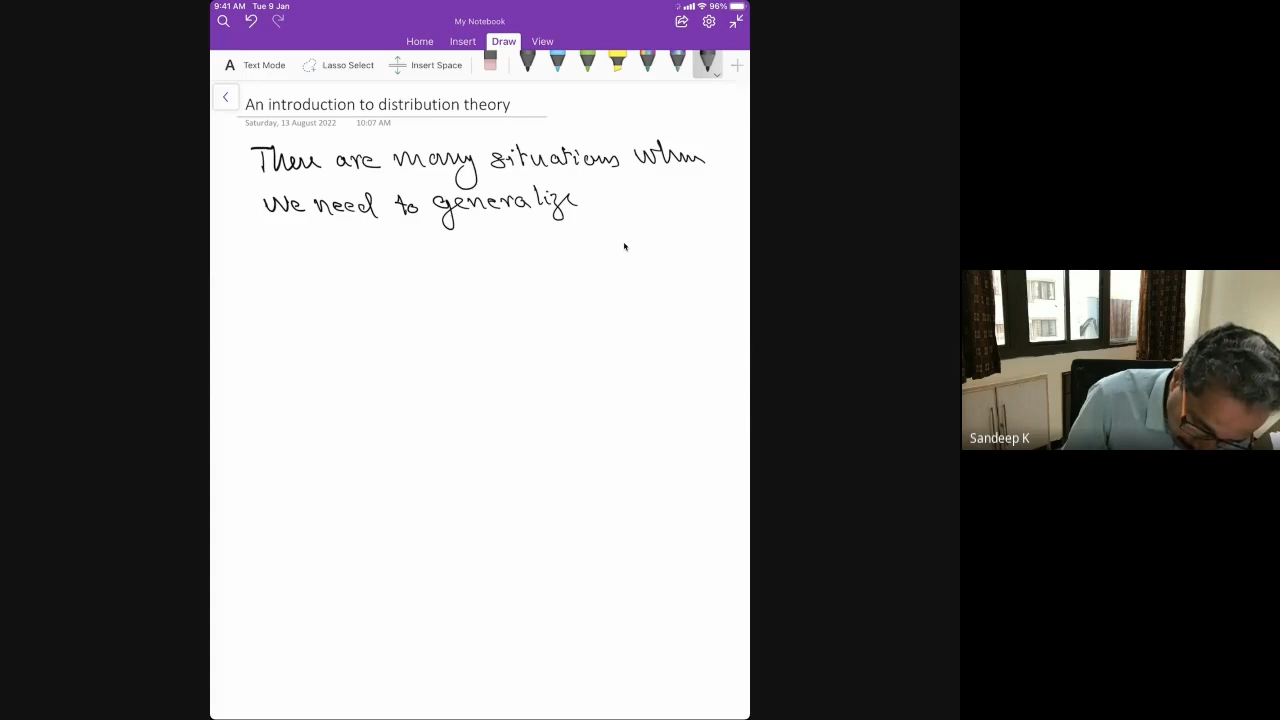 9:41 AM Tue 9 Jan 96%
My Notebook
Home Insert Draw View
A Text Mode Lasso Select Insert Space
An introduction to distribution theory
Saturday, 13 August 2022 10:07 AM
There are many situations when
we need to generalize
Sandeep K